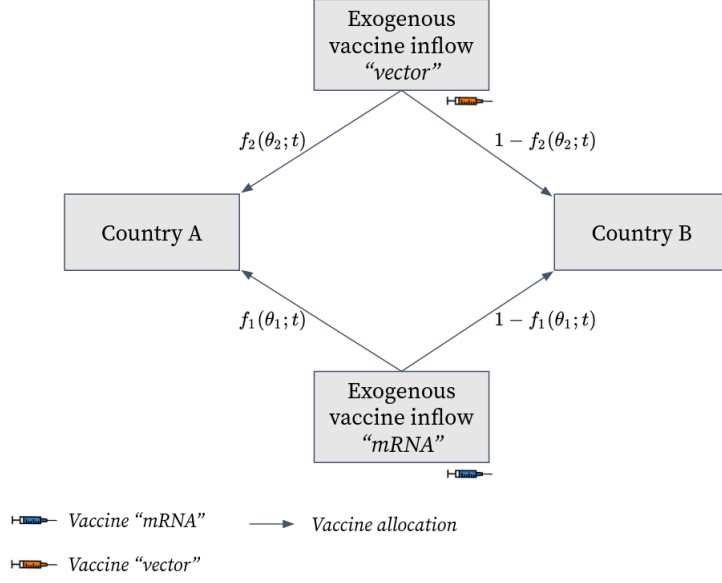 Exogenous
vaccine inflow
“vector”
f₂(θ₂; t)
1 − f₂(θ₂; t)
Country A
Country B
f₁(θ₁; t)
1 − f₁(θ₁; t)
Exogenous
vaccine inflow
“mRNA”
Vaccine “mRNA”
Vaccine allocation
Vaccine “vector”